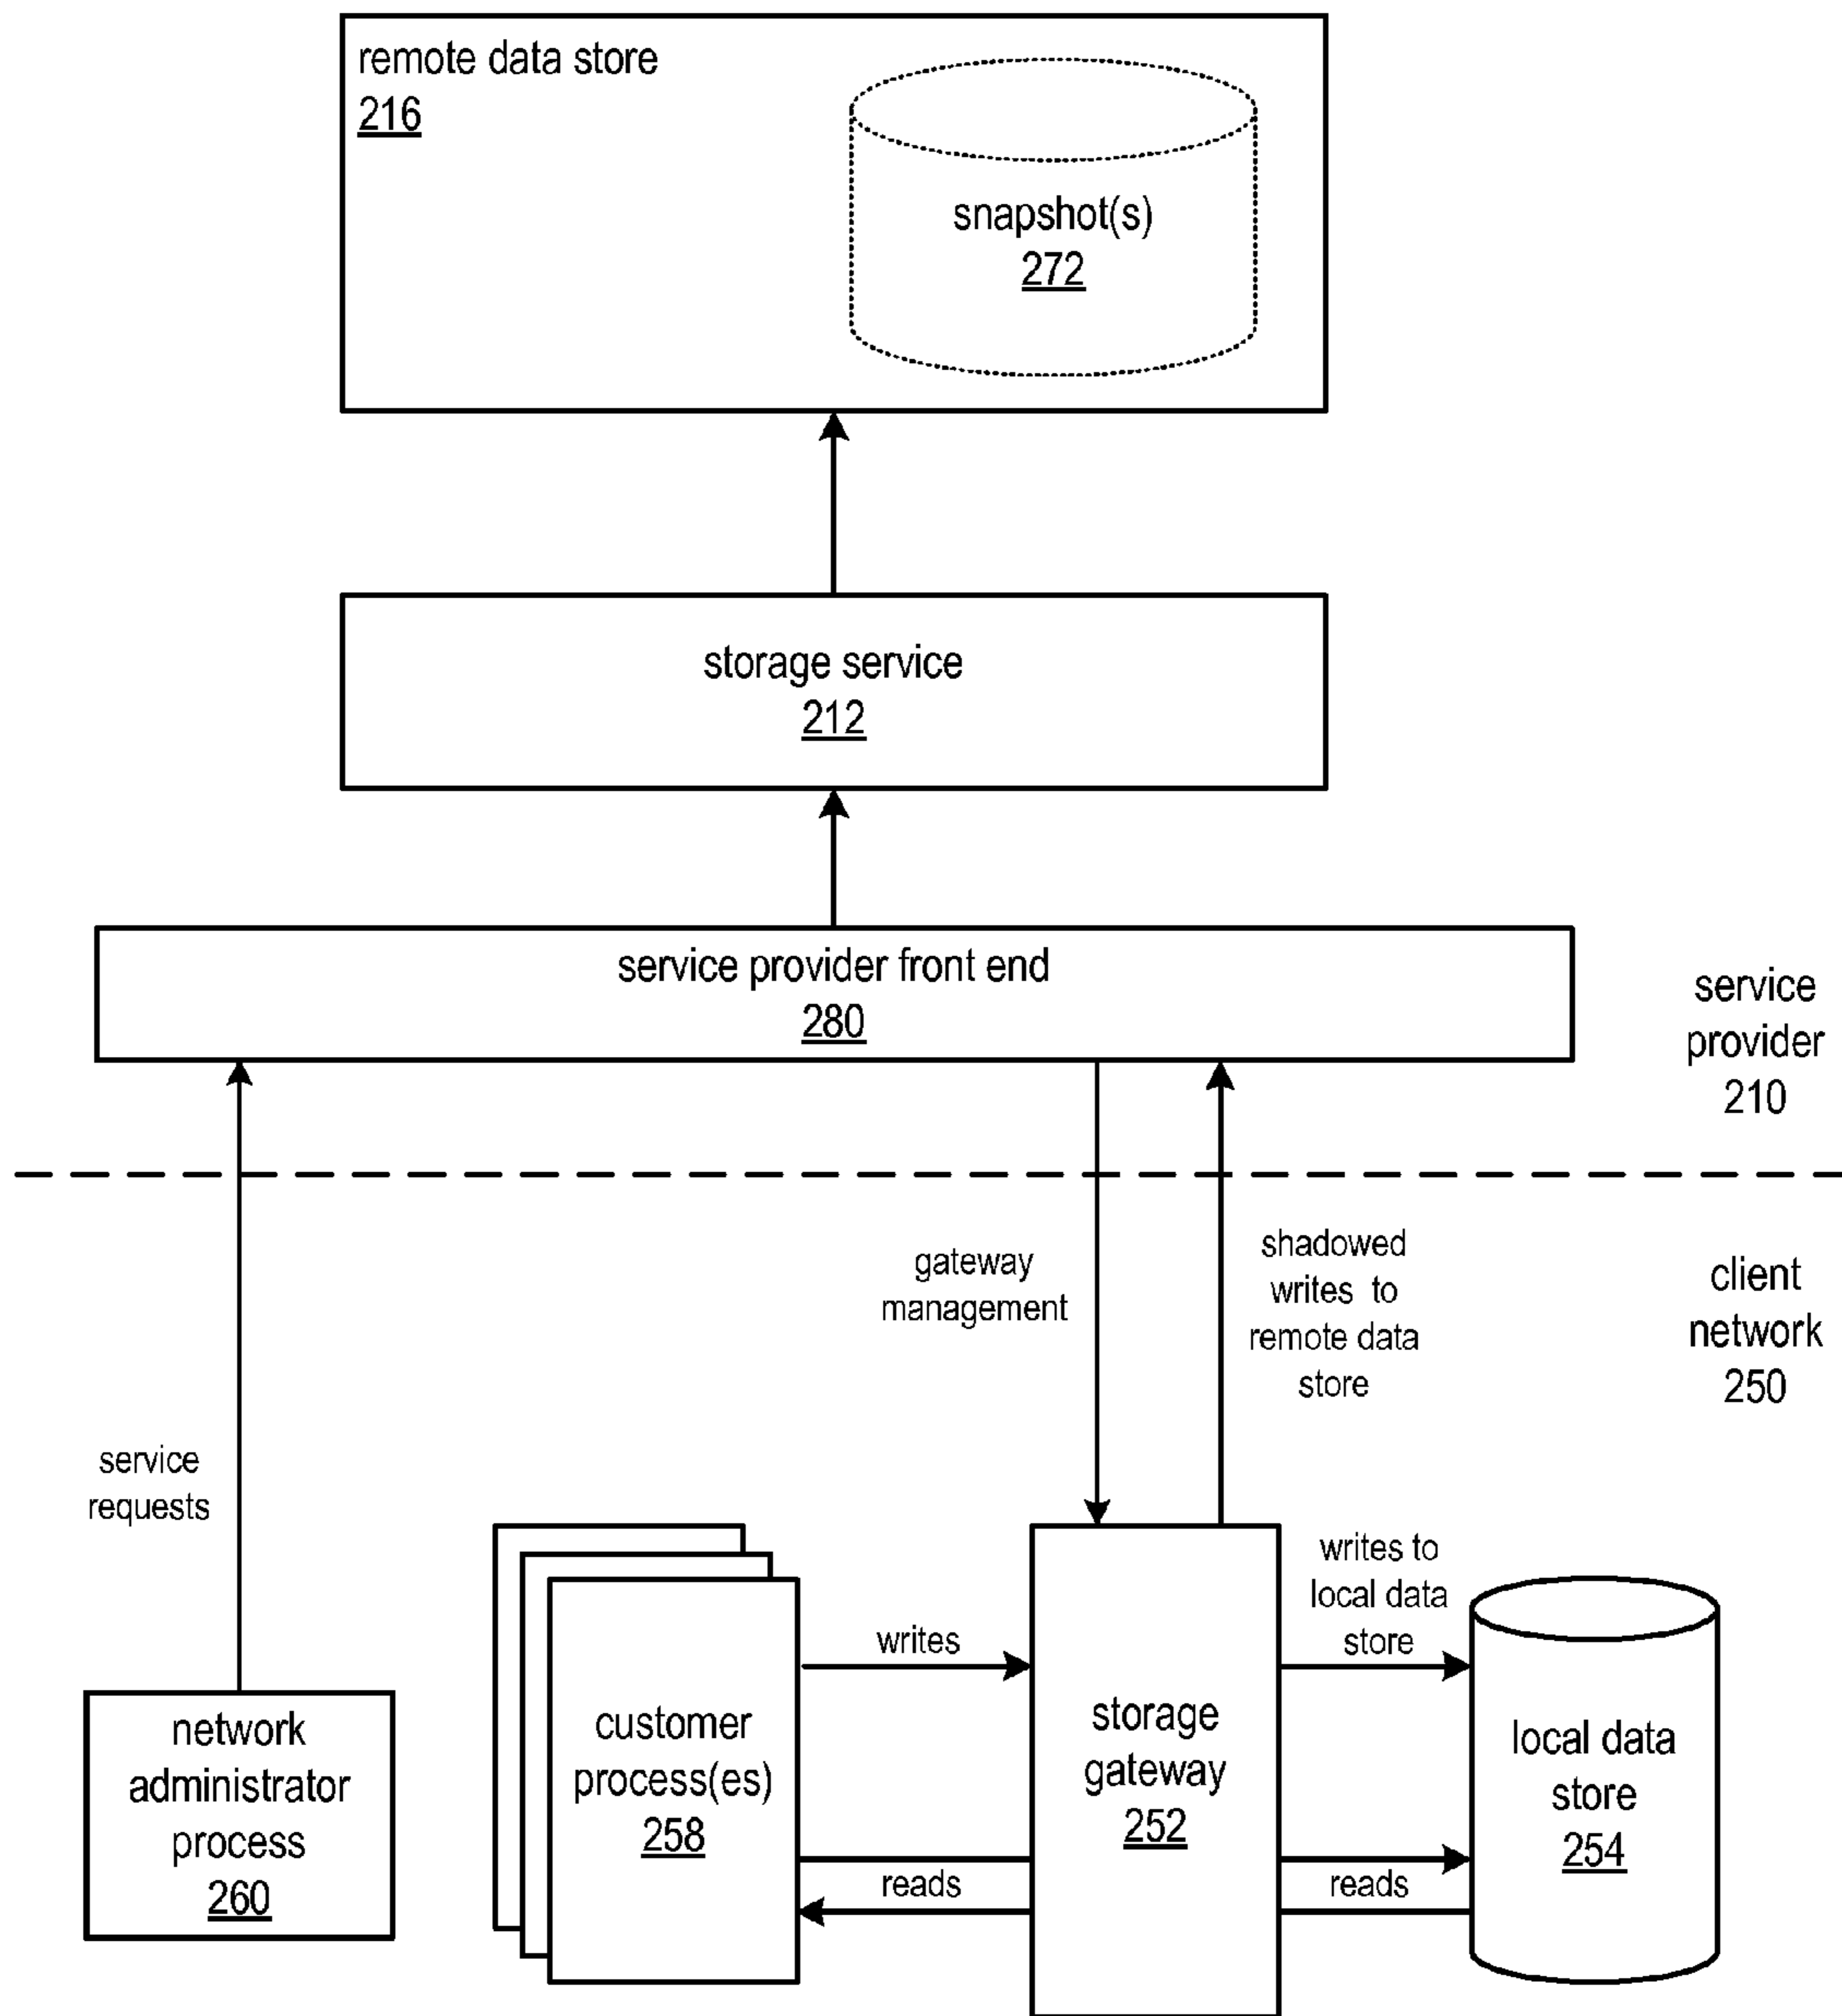 remote data store
216
snapshot(s)
272
storage service
212
service provider front end
280
service
provider
210
gateway
management
shadowed
writes to
remote data
store
client
network
250
service
requests
writes to
local data
store
writes
network
administrator
process
260
customer
process(es)
258
storage
gateway
252
local data
store
254
reads
reads